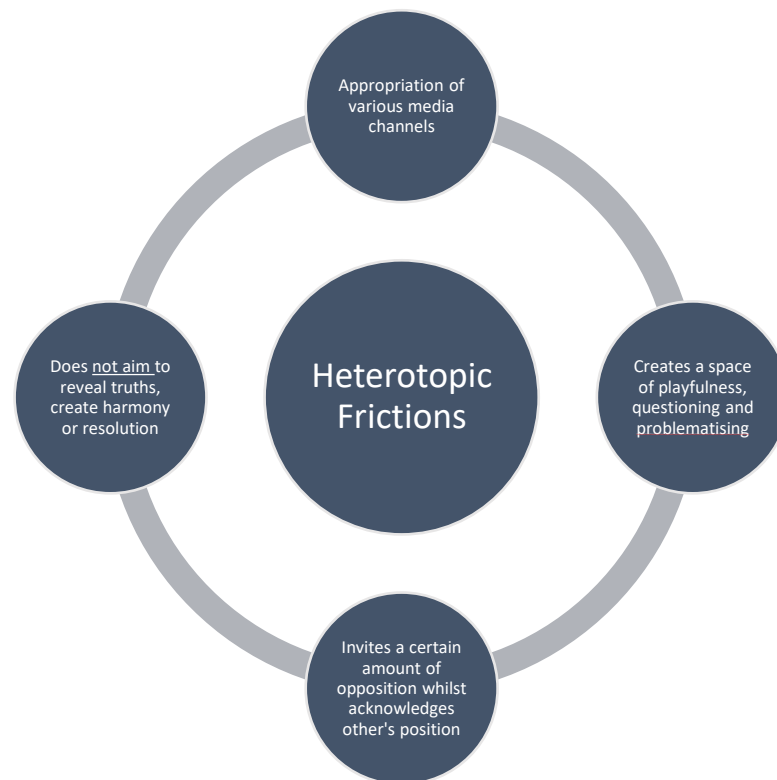 Appropriation of
various media
channels
Heterotopic
Frictions
Creates a space
of playfulness,
questioning and
problematising
Invites a certain
amount of
opposition whilst
acknowledges
other's position
Does not aim to
reveal truths,
create harmony
or resolution